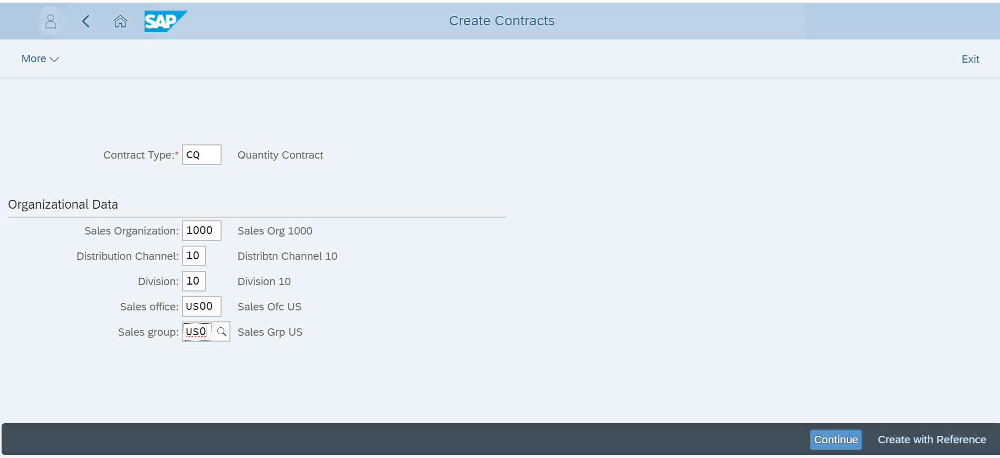 SAP
Create Contracts
More
Exit
Contract Type:* CQ Quantity Contract
Organizational Data
Sales Organization: 1000 Sales Org 1000
Distribution Channel: 10 Distribtn Channel 10
Division: 10 Division 10
Sales office: US00 Sales Ofc US
Sales group: US0 Sales Grp US
Continue Create with Reference